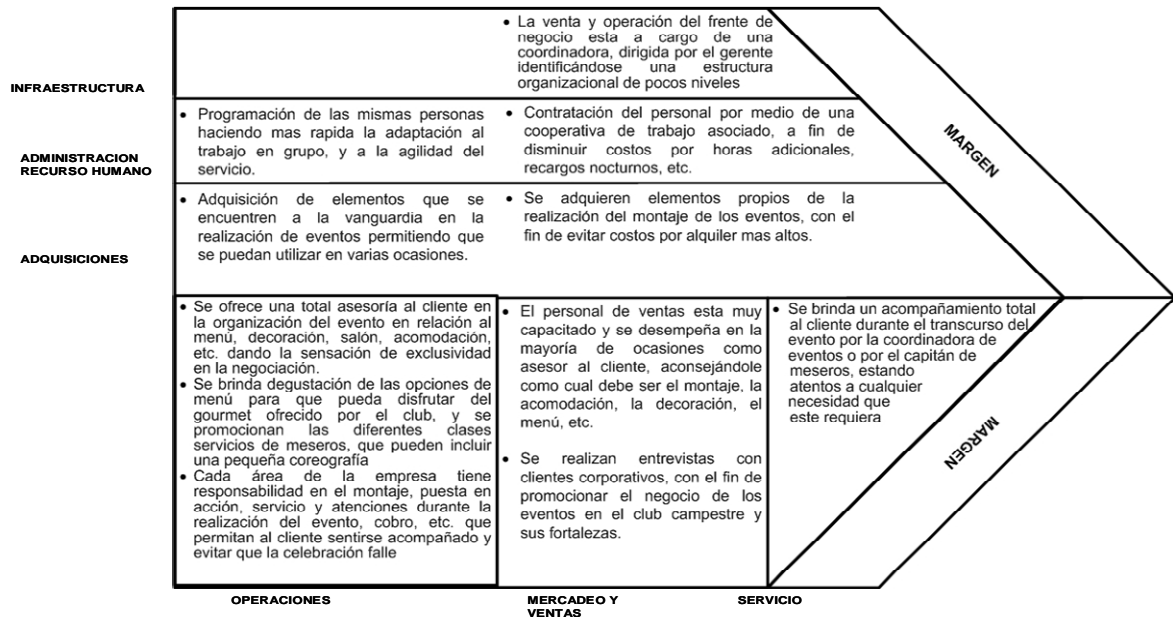 INFRAESTRUCTURA
• La venta y operación del frente de
negocio esta a cargo de una
coordinadora, dirigida por el gerente
identificándose una estructura
organizacional de pocos niveles
ADMINISTRACION
RECURSO HUMANO
• Programación de las mismas personas
haciendo mas rapida la adaptación al
trabajo en grupo, y a la agilidad del
servicio.
• Contratación del personal por medio de una
cooperativa de trabajo asociado, a fin de
disminuir costos por horas adicionales,
recargos nocturnos, etc.
ADQUISICIONES
• Adquisición de elementos que se
encuentren a la vanguardia en la
realización de eventos permitiendo que
se puedan utilizar en varias ocasiones.
• Se adquieren elementos propios de la
realización del montaje de los eventos, con el
fin de evitar costos por alquiler mas altos.
MARGEN
• Se ofrece una total asesoría al cliente en
la organización del evento en relación al
menú, decoración, salón, acomodación,
etc. dando la sensación de exclusividad
en la negociación.
• Se brinda degustación de las opciones de
menú para que pueda disfrutar del
gourmet ofrecido por el club, y se
promocionan las diferentes clases
servicios de meseros, que pueden incluir
una pequeña coreografía
• Cada área de la empresa tiene
responsabilidad en el montaje, puesta en
acción, servicio y atenciones durante la
realización del evento, cobro, etc. que
permitan al cliente sentirse acompañado y
evitar que la celebración falle
• El personal de ventas esta muy
capacitado y se desempeña en la
mayoría de ocasiones como
asesor al cliente, aconsejándole
como cual debe ser el montaje, la
acomodación, la decoración, el
menú, etc.
• Se realizan entrevistas con
clientes corporativos, con el fin de
promocionar el negocio de los
eventos en el club campestre y
sus fortalezas.
• Se brinda un acompañamiento total
al cliente durante el transcurso del
evento por la coordinadora de
eventos o por el capitán de
meseros, estando
atentos a cualquier
necesidad que
este requiera
MARGEN
OPERACIONES
MERCADEO Y
VENTAS
SERVICIO